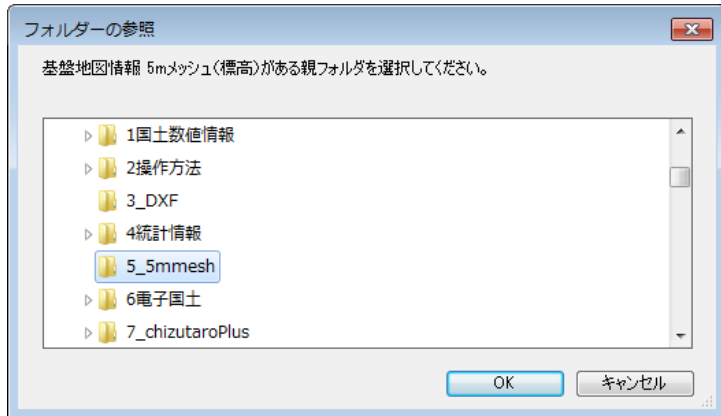 フォルダーの参照
基盤地図情報 5mメッシュ(標高)がある親フォルダを選択してください。
1国土数値情報
2操作方法
3_DXF
4統計情報
5_5mmesh
6電子国土
7_chizutaroPlus
OK キャンセル